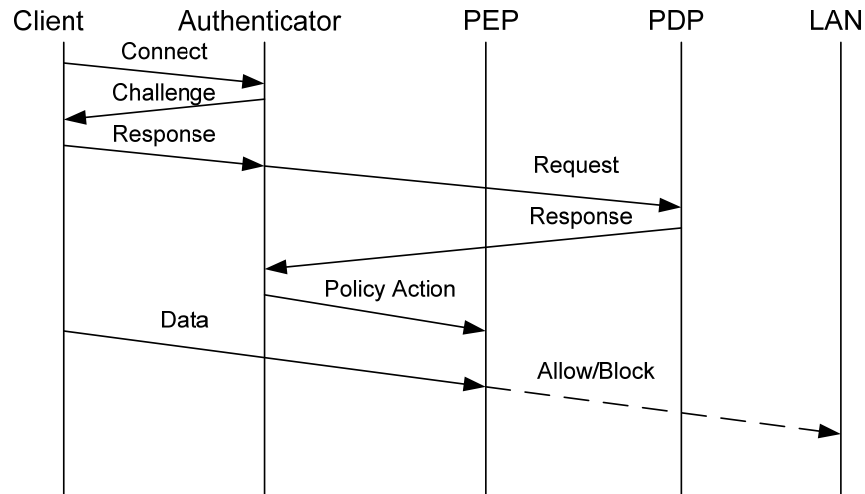 Client Authenticator PEP PDP LAN
Connect
Challenge
Response
Request
Response
Policy Action
Data
Allow/Block